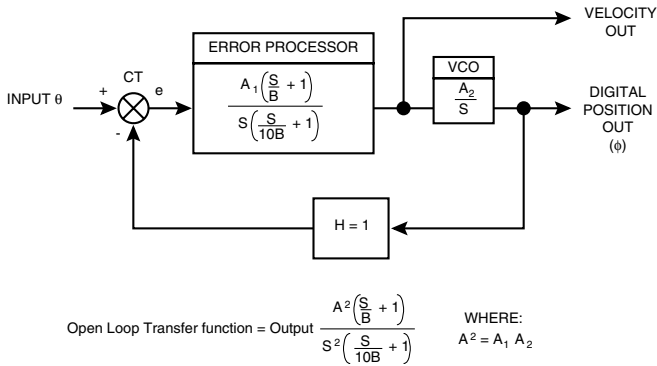 VELOCITY
OUT
ERROR PROCESSOR
VCO
CT
INPUT θ
+
e
-
A₁(S/B + 1)
S(S/10B + 1)
A₂
S
DIGITAL
POSITION
OUT
(ϕ)
H = 1
Open Loop Transfer function = Output A²(S/B + 1) / S²(S/10B + 1)
WHERE:
A² = A₁ A₂